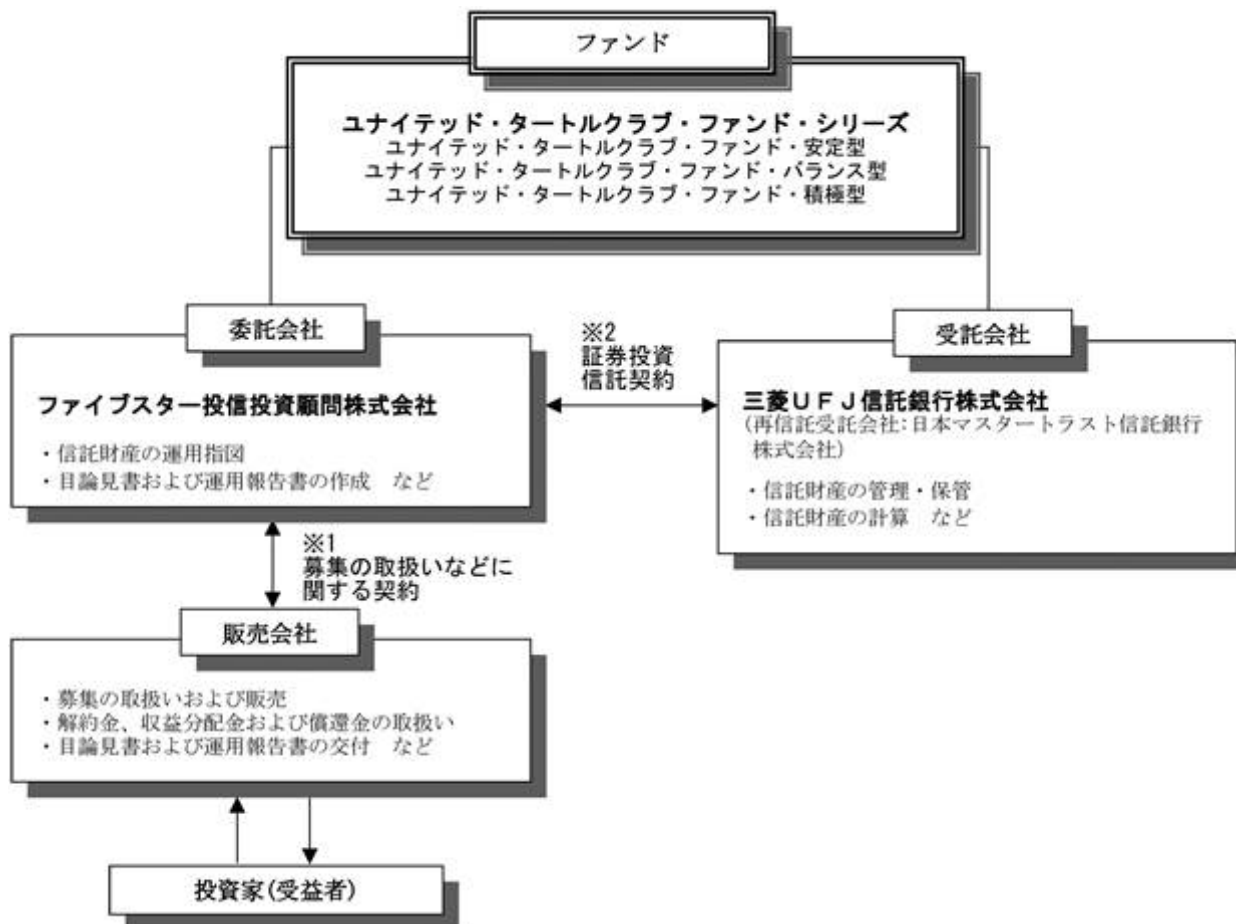 ファンド
ユナイテッド・タートルクラブ・ファンド・シリーズ
ユナイテッド・タートルクラブ・ファンド・安定型
ユナイテッド・タートルクラブ・ファンド・バランス型
ユナイテッド・タートルクラブ・ファンド・積極型
委託会社
ファイブスター投信投資顧問株式会社
・信託財産の運用指図
・目論見書および運用報告書の作成　など
※2
証券投資
信託契約
受託会社
三菱ＵＦＪ信託銀行株式会社
(再信託受託会社:日本マスタートラスト信託銀行
株式会社)
・信託財産の管理・保管
・信託財産の計算　など
※1
募集の取扱いなどに
関する契約
販売会社
・募集の取扱いおよび販売
・解約金、収益分配金および償還金の取扱い
・目論見書および運用報告書の交付　など
投資家(受益者)